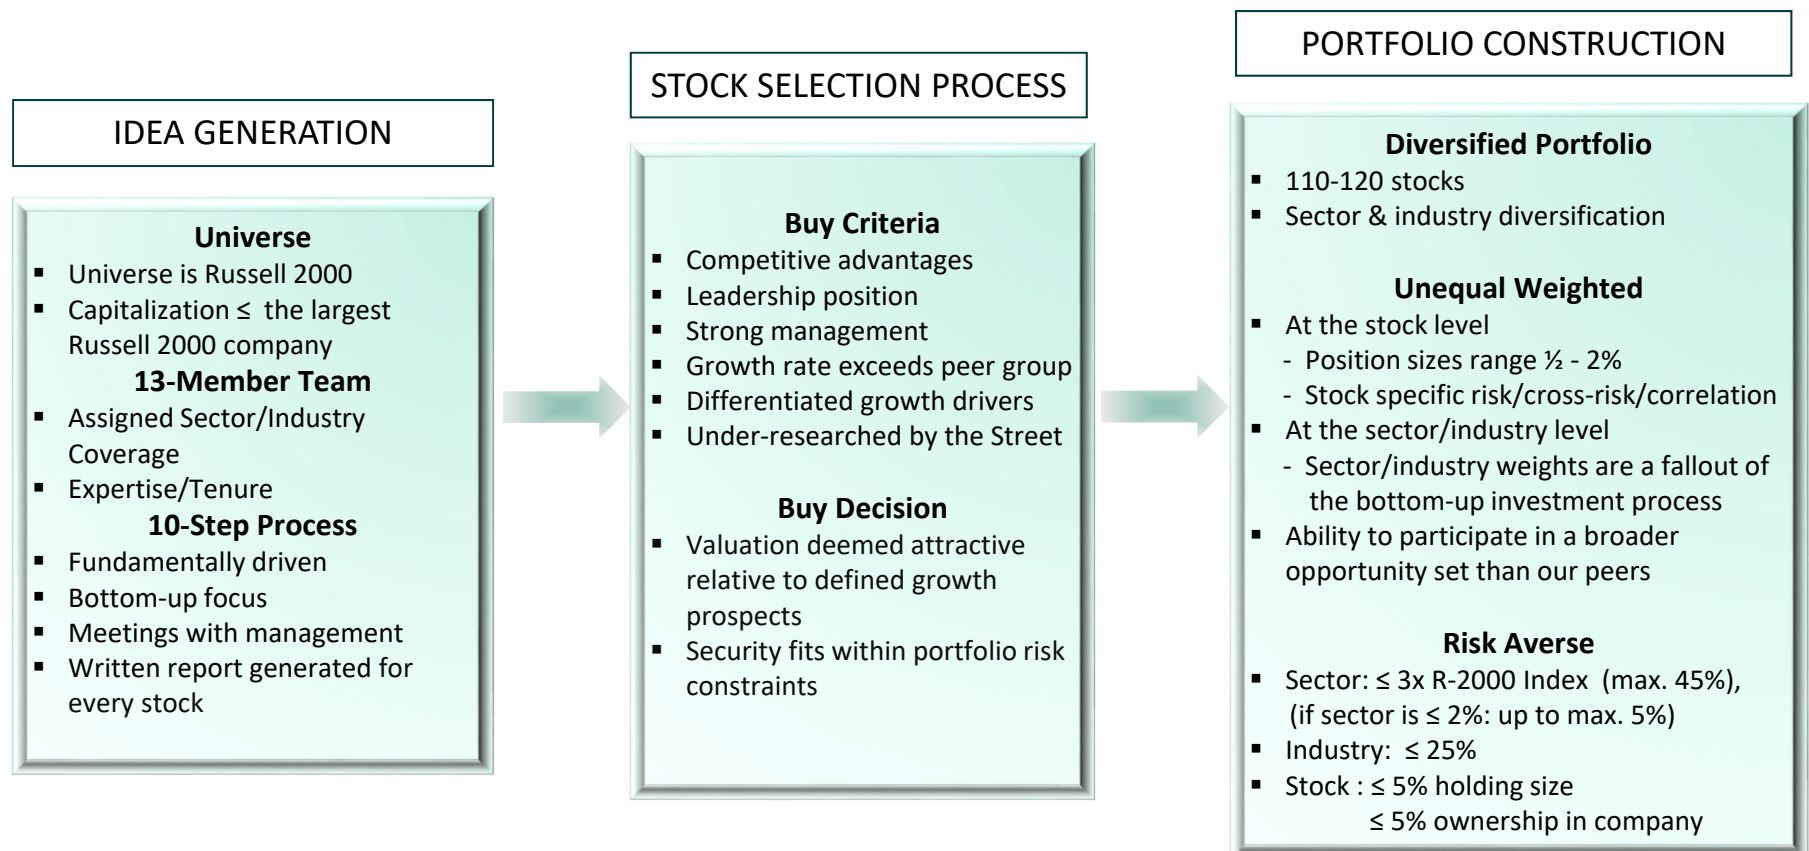 IDEA GENERATION
Universe
▪ Universe is Russell 2000
▪ Capitalization ≤ the largest
Russell 2000 company
13-Member Team
▪ Assigned Sector/Industry
Coverage
▪ Expertise/Tenure
10-Step Process
▪ Fundamentally driven
▪ Bottom-up focus
▪ Meetings with management
▪ Written report generated for
every stock
STOCK SELECTION PROCESS
Buy Criteria
▪ Competitive advantages
▪ Leadership position
▪ Strong management
▪ Growth rate exceeds peer group
▪ Differentiated growth drivers
▪ Under-researched by the Street
Buy Decision
▪ Valuation deemed attractive
relative to defined growth
prospects
▪ Security fits within portfolio risk
constraints
PORTFOLIO CONSTRUCTION
Diversified Portfolio
▪ 110-120 stocks
▪ Sector & industry diversification
Unequal Weighted
▪ At the stock level
- Position sizes range ½ - 2%
- Stock specific risk/cross-risk/correlation
▪ At the sector/industry level
- Sector/industry weights are a fallout of
the bottom-up investment process
▪ Ability to participate in a broader
opportunity set than our peers
Risk Averse
▪ Sector: ≤ 3x R-2000 Index (max. 45%),
(if sector is ≤ 2%: up to max. 5%)
▪ Industry: ≤ 25%
▪ Stock : ≤ 5% holding size
≤ 5% ownership in company